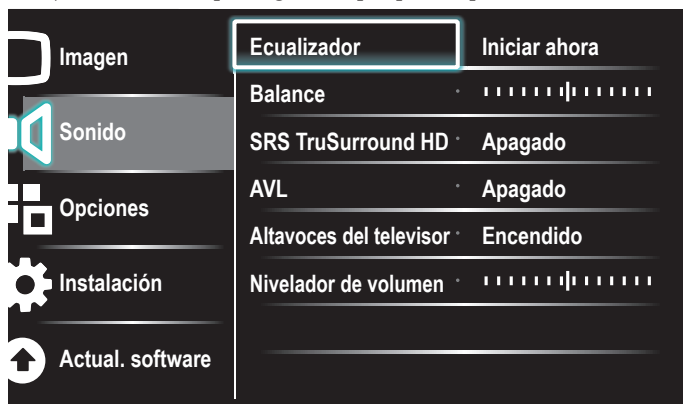 Imagen
Sonido
Opciones
Instalación
Actual. software
Ecualizador Iniciar ahora
Balance
SRS TruSurround HD Apagado
AVL Apagado
Altavoces del televisor Encendido
Nivelador de volumen